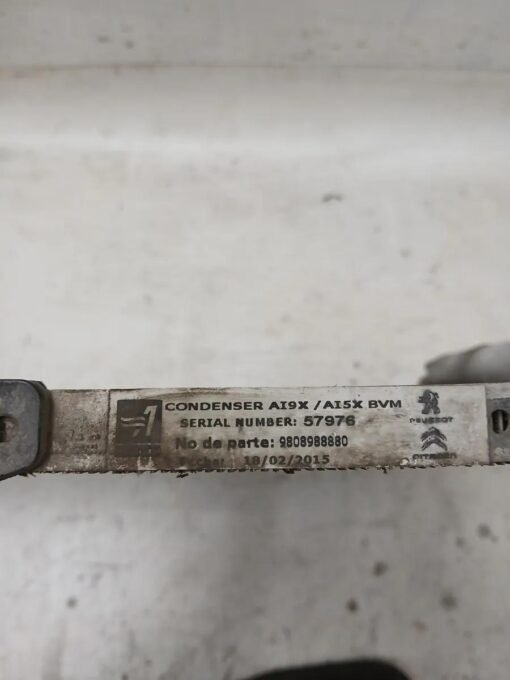 CONDENSER AI9X / AI5X BVM
SERIAL NUMBER: 57976
No de parte: 9808988880
18/02/2015
PEUGEOT
CITROEN